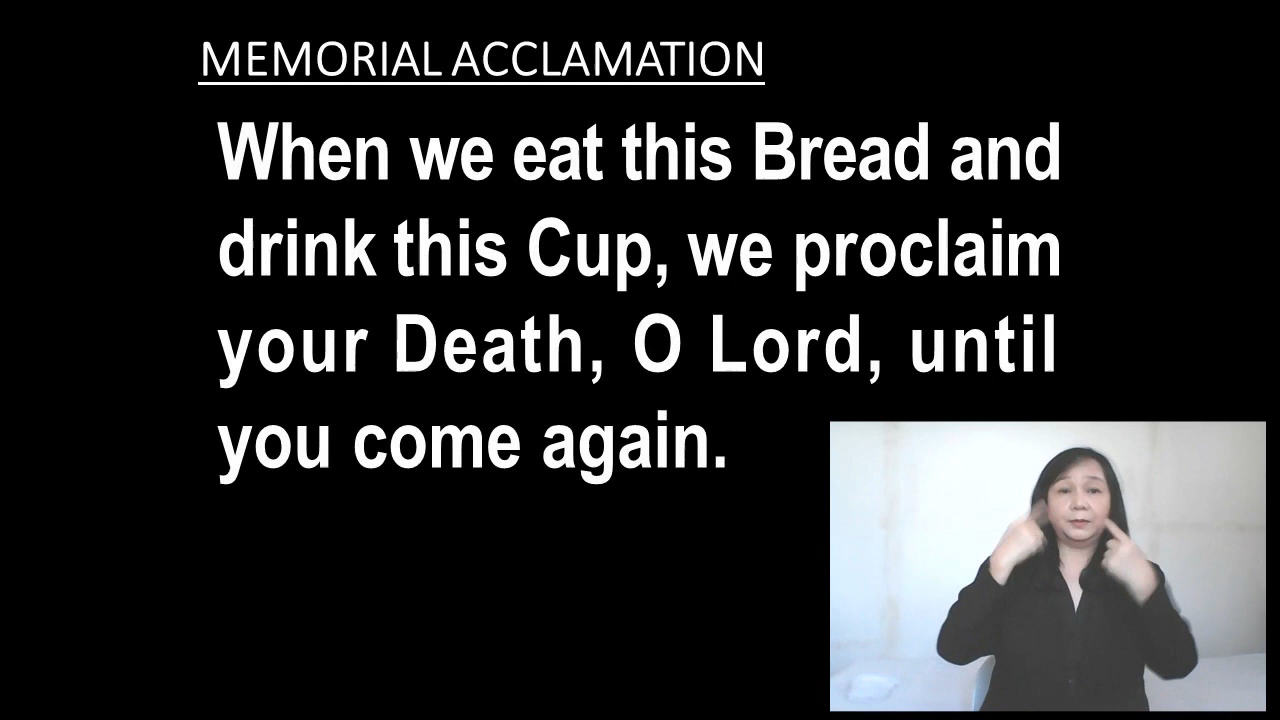 MEMORIAL ACCLAMATION
When we eat this Bread and
drink this Cup, we proclaim
your Death, O Lord, until
you come again.